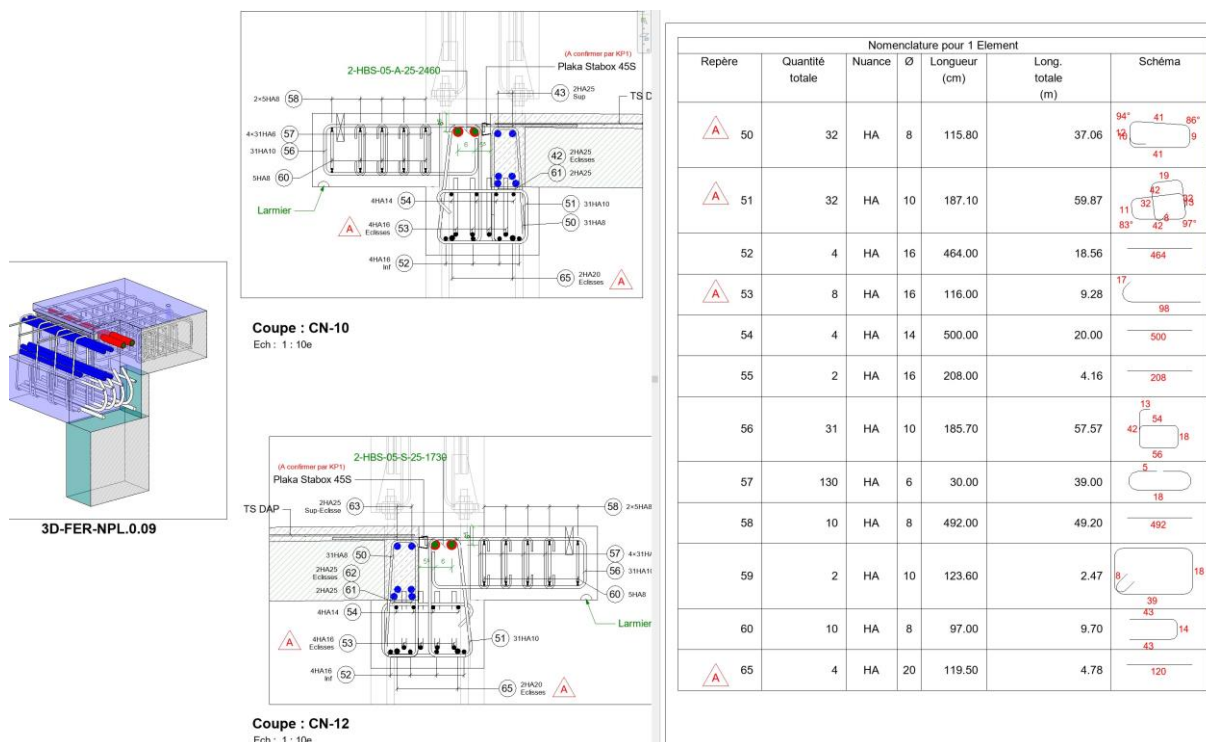 3D-FER-NPL.0.09
(A confirmer par KP1)
2-HBS-05-A-25-2460
Plaka Stabox 45S
2×5HA8 58
43 2HA25
Sup
4×31HA6 57
31HA10 56
42 2HA25
Eclisses
5HA8 60
61 2HA25
Larmier
4HA14 54
51 31HA10
A
4HA16 53
Eclisses
50 31HA8
4HA16 52
Inf
65 2HA20 A
Eclisses
Coupe : CN-10
Ech : 1 : 10e
2-HBS-05-S-25-1730
(A confirmer par KP1)
Plaka Stabox 45S
TS DAP
2HA25 63
Sup-Eclisse
58 2×5HA8
31HA8 50
57
56
2HA25 62
Eclisses
2HA25 61
60 5HA8
4HA14 54
Larmier
A
4HA16 53
Eclisses
51 31HA10
4HA16 52
Inf
65 2HA20 A
Eclisses
Coupe : CN-12
Ech : 1 : 10e
Nomenclature pour 1 Element
Repère Quantité totale Nuance Ø Longueur (cm) Long. totale (m) Schéma
A 50 32 HA 8 115.80 37.06 94° 41 86° 9 41
A 51 32 HA 10 187.10 59.87 19 42 32 11 8 83° 42 97°
52 4 HA 16 464.00 18.56 464
A 53 8 HA 16 116.00 9.28 17 98
54 4 HA 14 500.00 20.00 500
55 2 HA 16 208.00 4.16 208
56 31 HA 10 185.70 57.57 13 54 42 18 56
57 130 HA 6 30.00 39.00 5 18
58 10 HA 8 492.00 49.20 492
59 2 HA 10 123.60 2.47 8 18 39
60 10 HA 8 97.00 9.70 43 14 43
A 65 4 HA 20 119.50 4.78 120